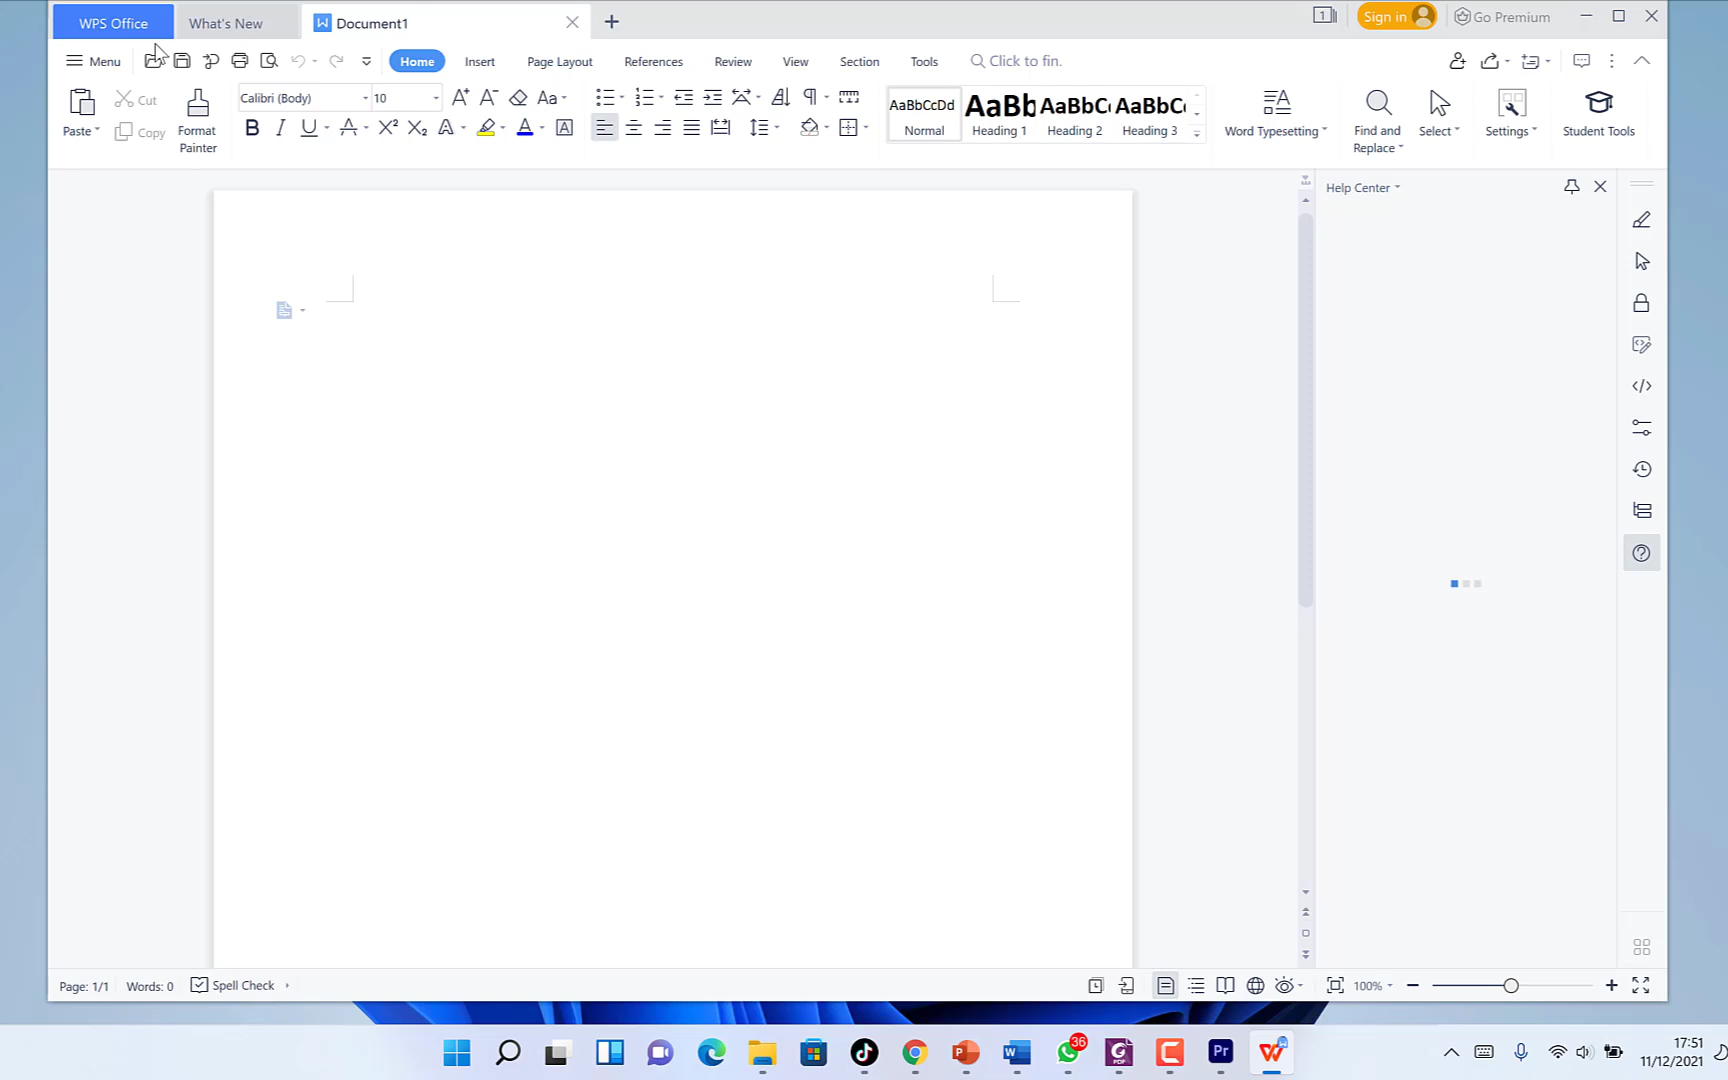 WPS Office What's New Document1 Sign in Go Premium
Menu Home Insert Page Layout References Review View Section Tools Click to fin.
Paste Cut Copy Format Painter Calibri (Body) 10 Aa
AaBbCcDd AaBb AaBbC AaBbC
Normal Heading 1 Heading 2 Heading 3 Word Typesetting Find and Replace Select Settings Student Tools
B I U A X² X₂ A A A
Help Center
Page: 1/1 Words: 0 Spell Check 100%
36
17:51
11/12/2021